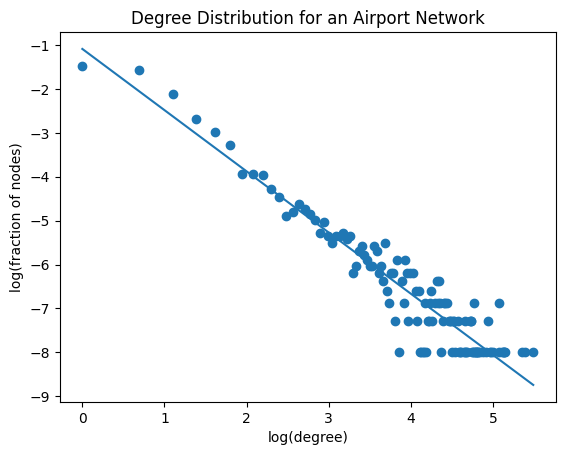 Degree Distribution for an Airport Network
−1
−2
−3
−4
−5
−6
−7
−8
−9
log(fraction of nodes)
0 1 2 3 4 5
log(degree)